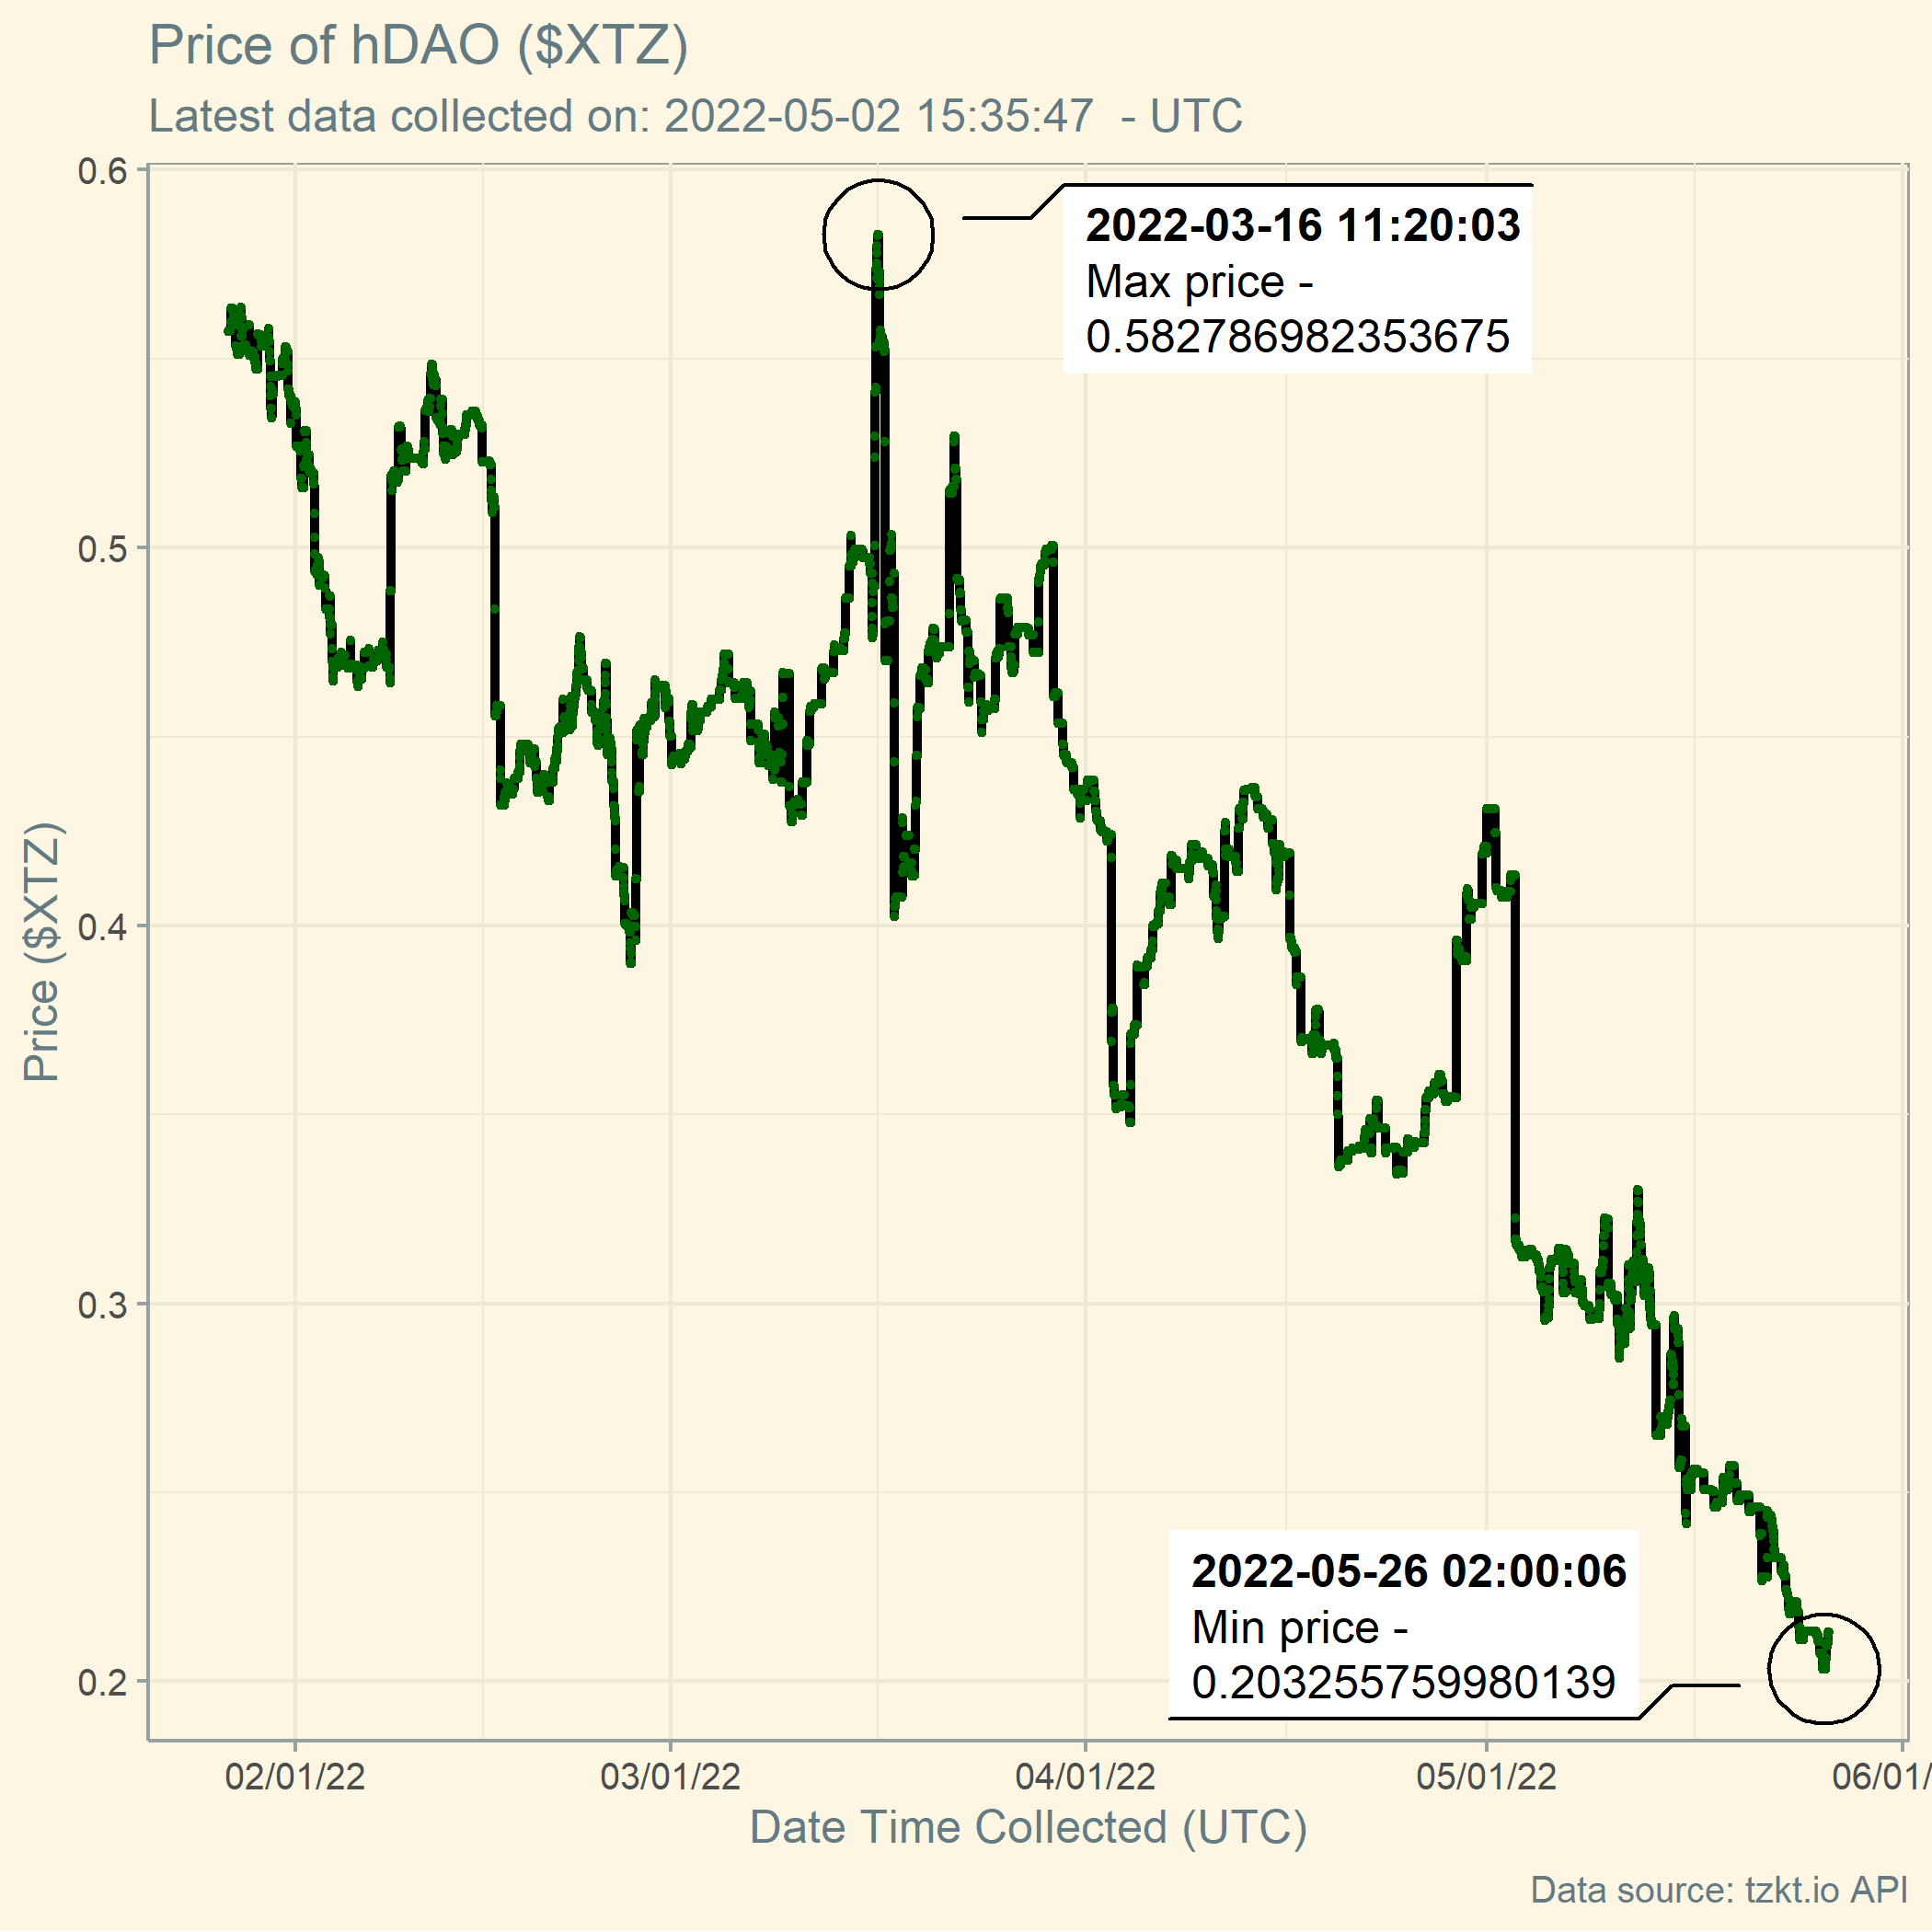 Price of hDAO ($XTZ)
Latest data collected on: 2022-05-02 15:35:47  - UTC
0.6
0.5
0.4
0.3
0.2
Price ($XTZ)
2022-03-16 11:20:03
Max price -
0.582786982353675
2022-05-26 02:00:06
Min price -
0.203255759980139
02/01/22
03/01/22
04/01/22
05/01/22
06/01/
Date Time Collected (UTC)
Data source: tzkt.io API